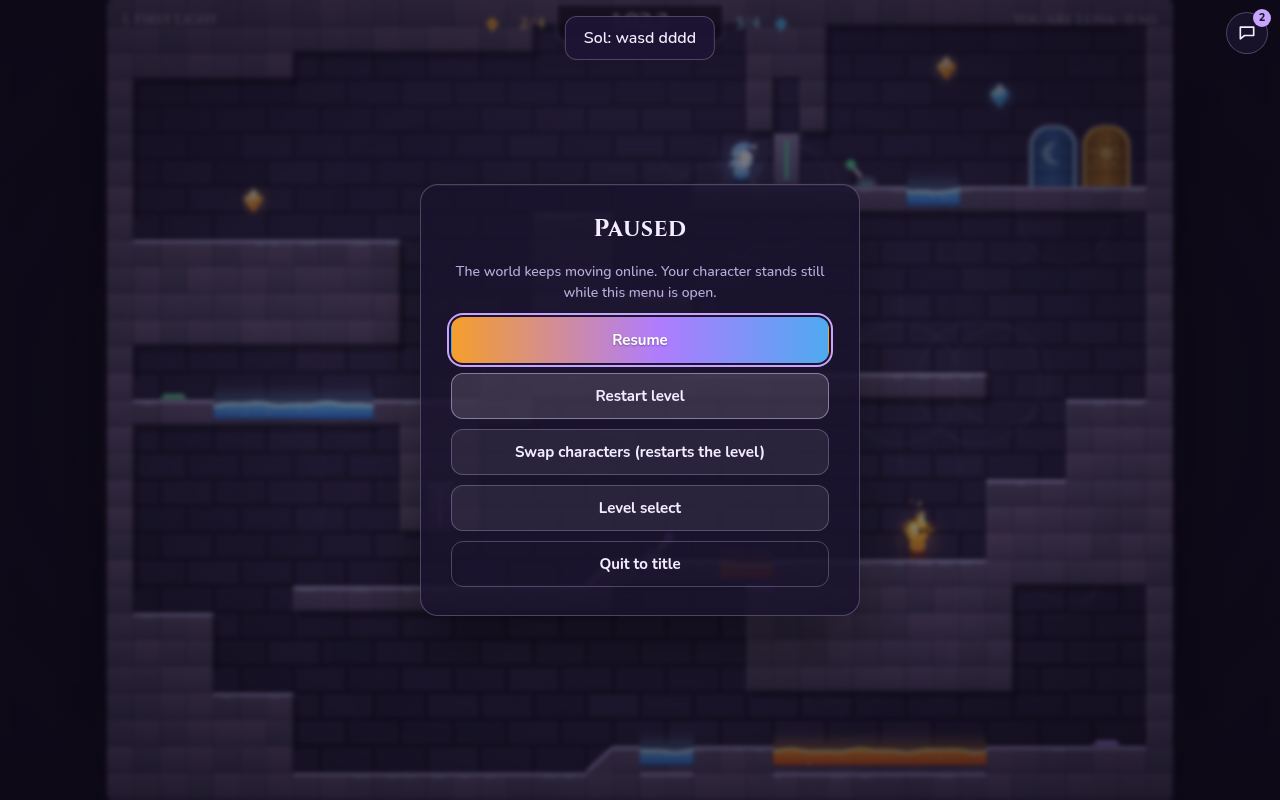 Sol: wasd dddd
2
Paused
The world keeps moving online. Your character stands still
while this menu is open.
Resume
Restart level
Swap characters (restarts the level)
Level select
Quit to title